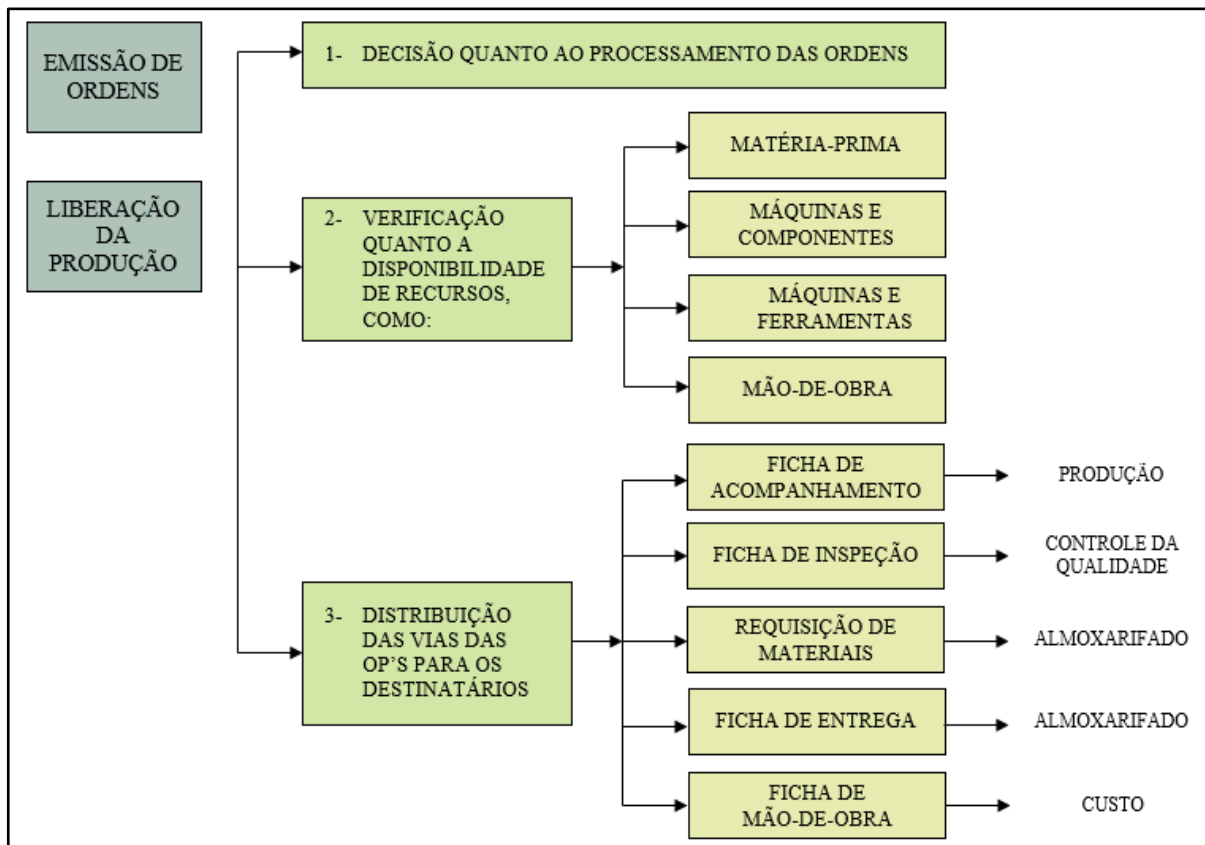 EMISSÃO DE
ORDENS
LIBERAÇÃO
DA
PRODUÇÃO
1- DECISÃO QUANTO AO PROCESSAMENTO DAS ORDENS
2- VERIFICAÇÃO
QUANTO A
DISPONIBILIDADE
DE RECURSOS,
COMO:
MATÉRIA-PRIMA
MÁQUINAS E
COMPONENTES
MÁQUINAS E
FERRAMENTAS
MÃO-DE-OBRA
3- DISTRIBUIÇÃO
DAS VIAS DAS
OP'S PARA OS
DESTINATÁRIOS
FICHA DE
ACOMPANHAMENTO
PRODUÇÃO
FICHA DE INSPEÇÃO
CONTROLE DA
QUALIDADE
REQUISIÇÃO DE
MATERIAIS
ALMOXARIFADO
FICHA DE ENTREGA
ALMOXARIFADO
FICHA DE
MÃO-DE-OBRA
CUSTO